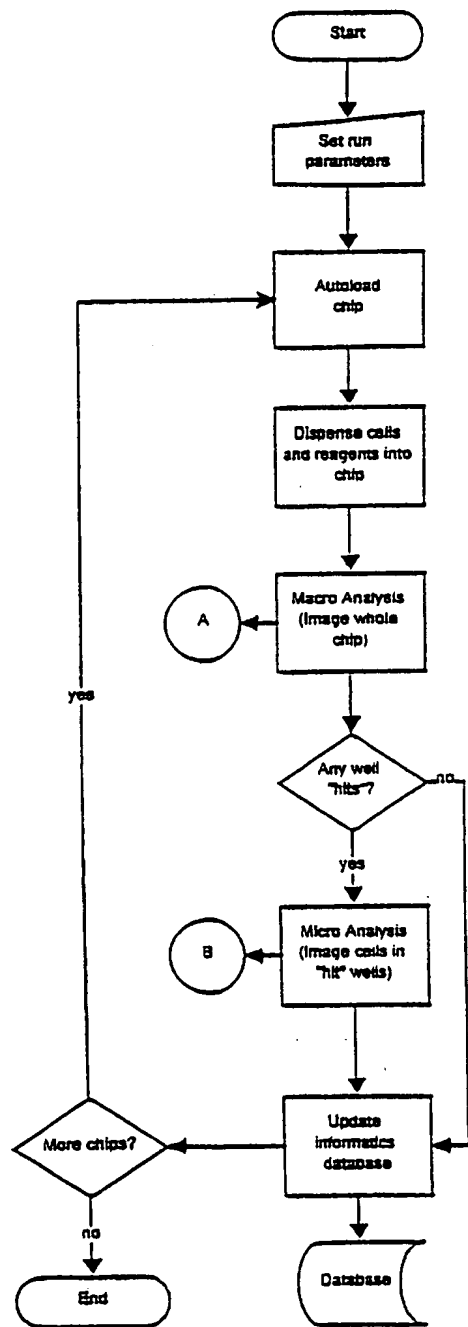 Start
Set run
parameters
Autoload
chip
Dispense cells
and reagents into
chip
A
Macro Analysis
(Image whole
chip)
yes
Any well
"hits"?
no
yes
B
Micro Analysis
(Image cells in
"hit" wells)
More chips?
Update
informatics
database
no
End
Database